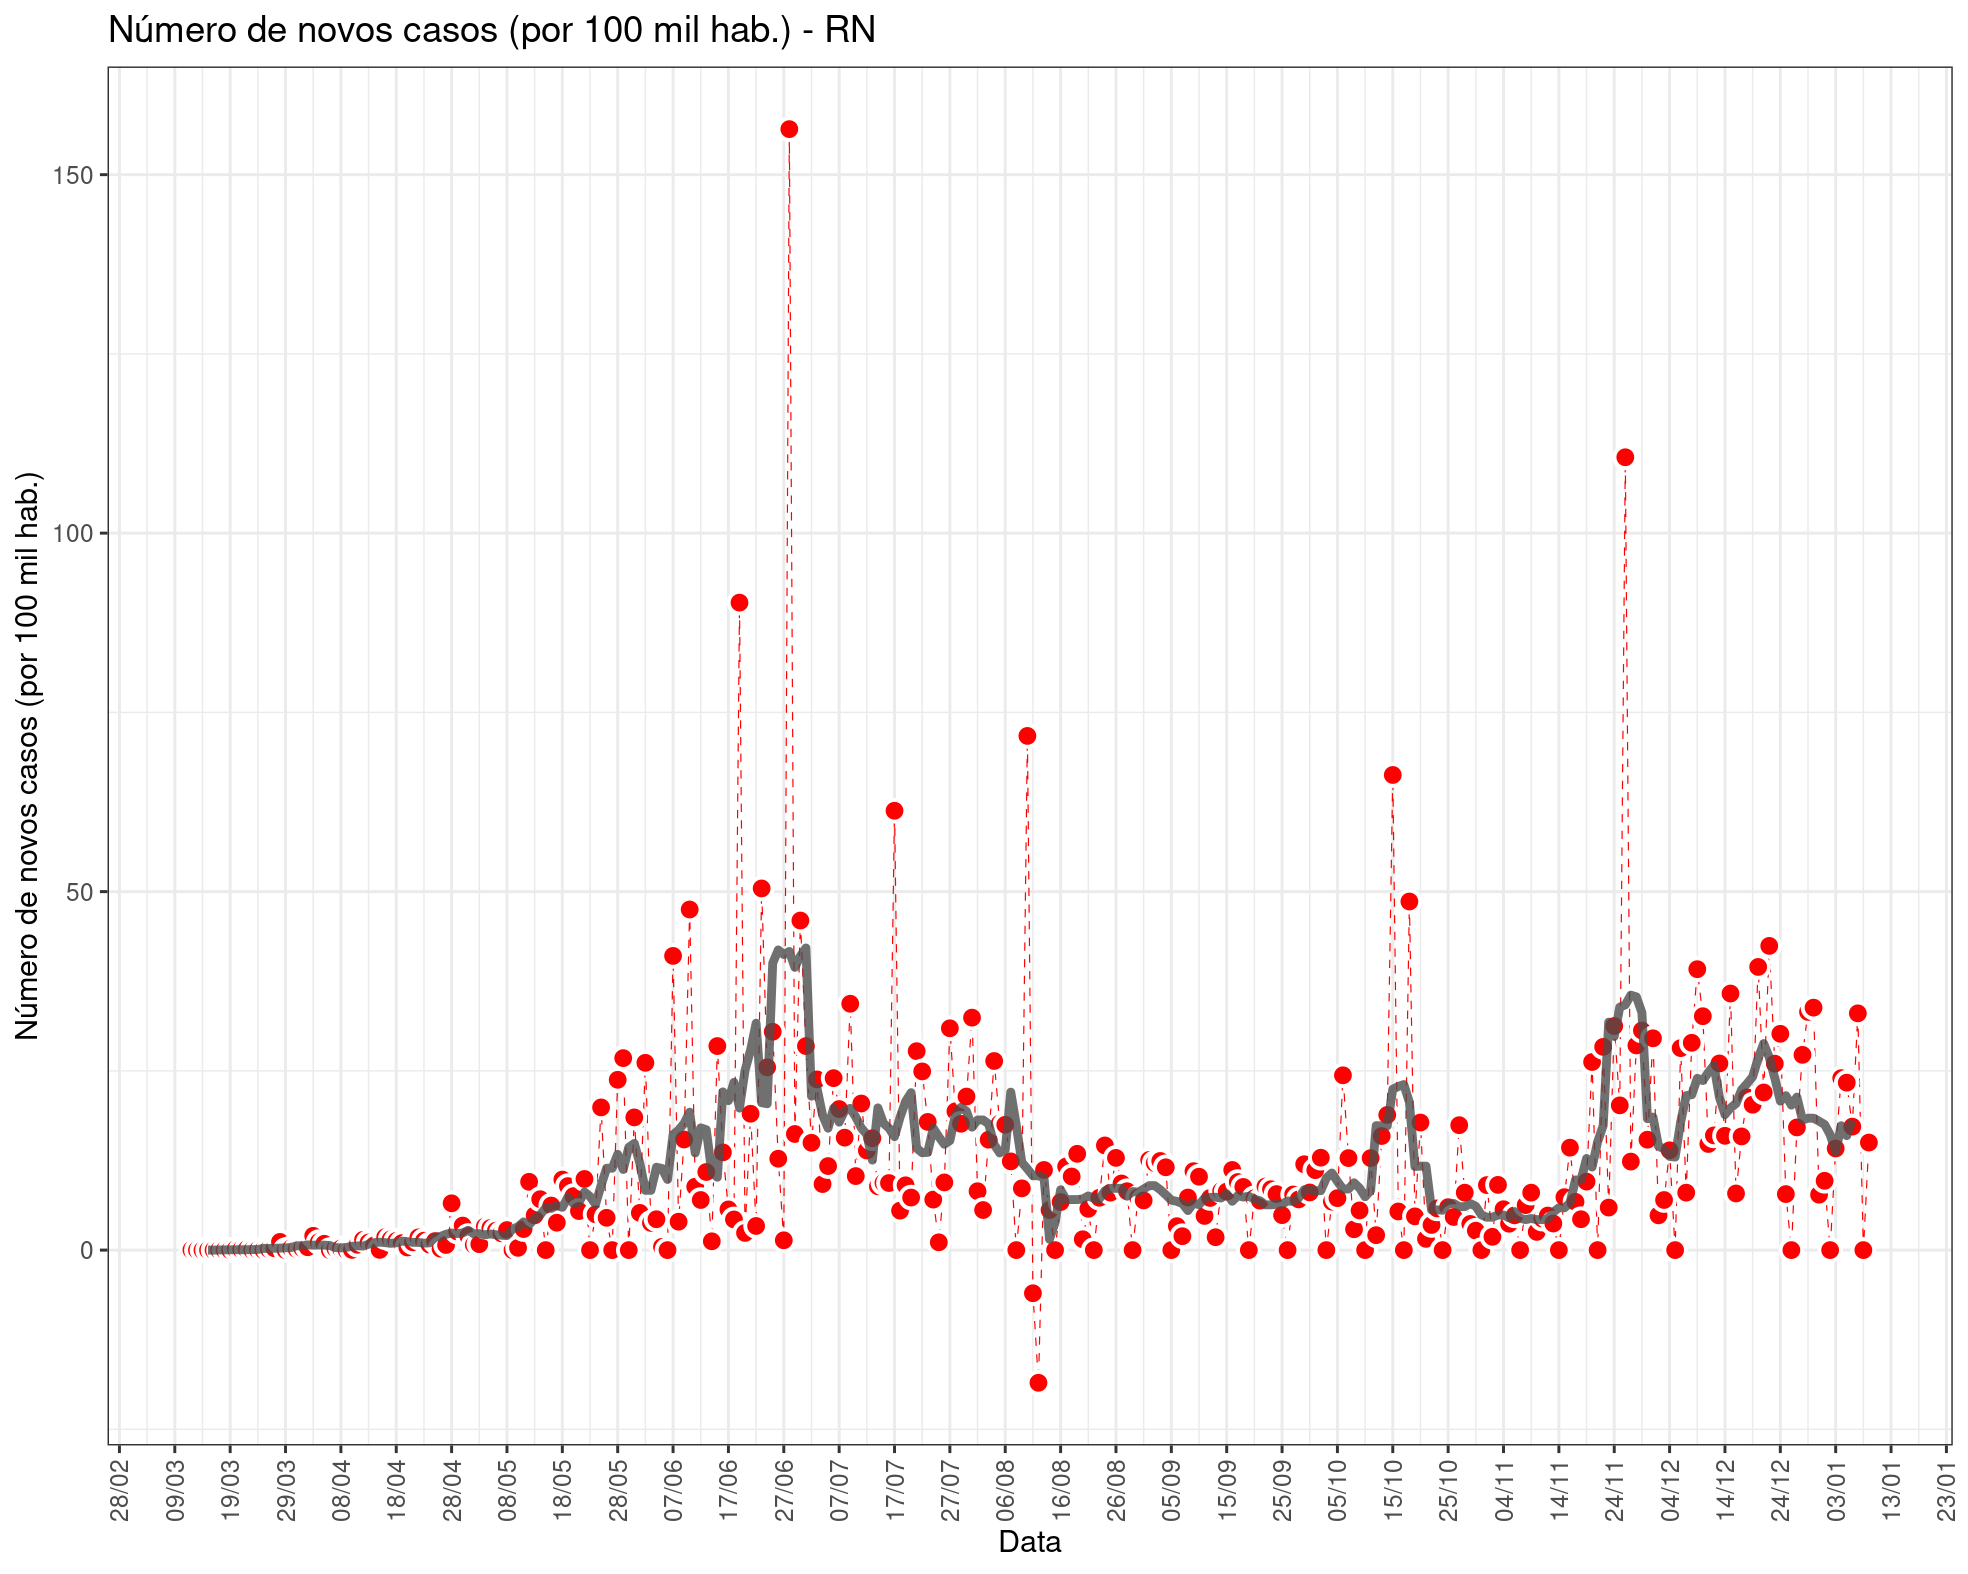 Número de novos casos (por 100 mil hab.) - RN
Número de novos casos (por 100 mil hab.)
150
100
50
0
28/02 09/03 19/03 29/03 08/04 18/04 28/04 08/05 18/05 28/05 07/06 17/06 27/06 07/07 17/07 27/07 06/08 16/08 26/08 05/09 15/09 25/09 05/10 15/10 25/10 04/11 14/11 24/11 04/12 14/12 24/12 03/01 13/01 23/01
Data